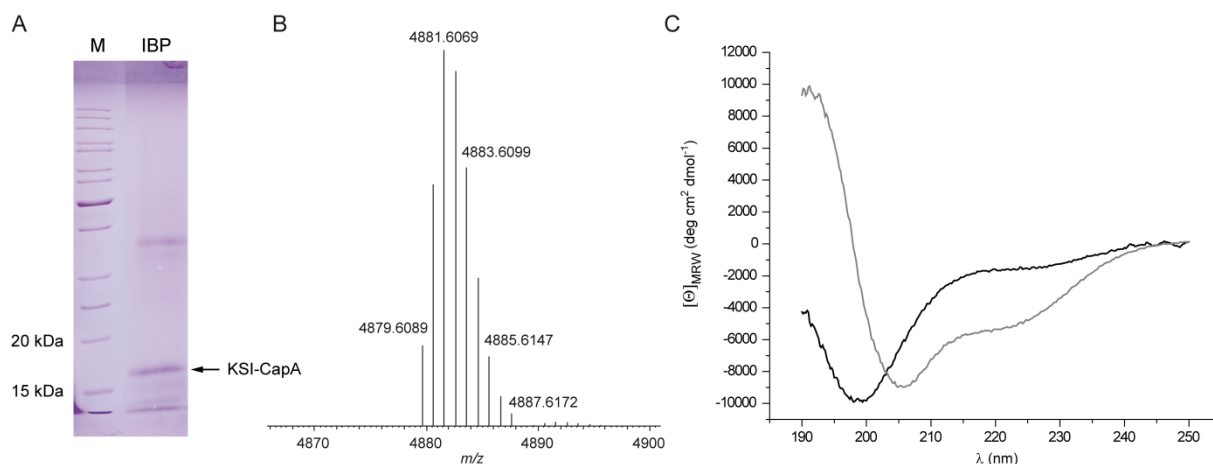 A
M IBP
20 kDa
15 kDa
KSI-CapA
B
4881.6069
4883.6099
4879.6089
4885.6147
4887.6172
4870 4880 4890 4900
m/z
C
12000
10000
8000
6000
4000
2000
0
-2000
-4000
-6000
-8000
-10000
[Θ]MRW (deg cm² dmol⁻¹)
190 200 210 220 230 240 250
λ (nm)